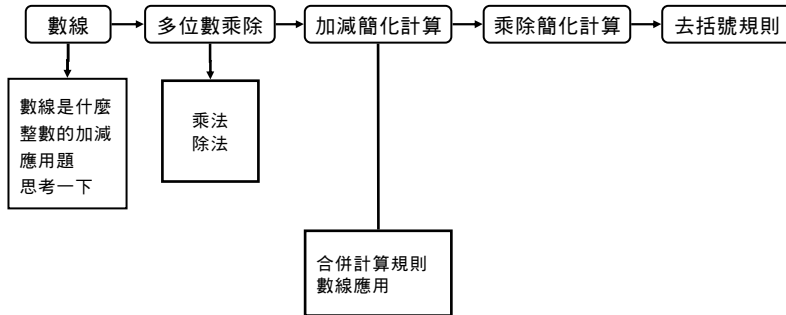 數線
多位數乘除
加減簡化計算
乘除簡化計算
去括號規則
數線是什麼
整數的加減
應用題
思考一下
乘法
除法
合併計算規則
數線應用